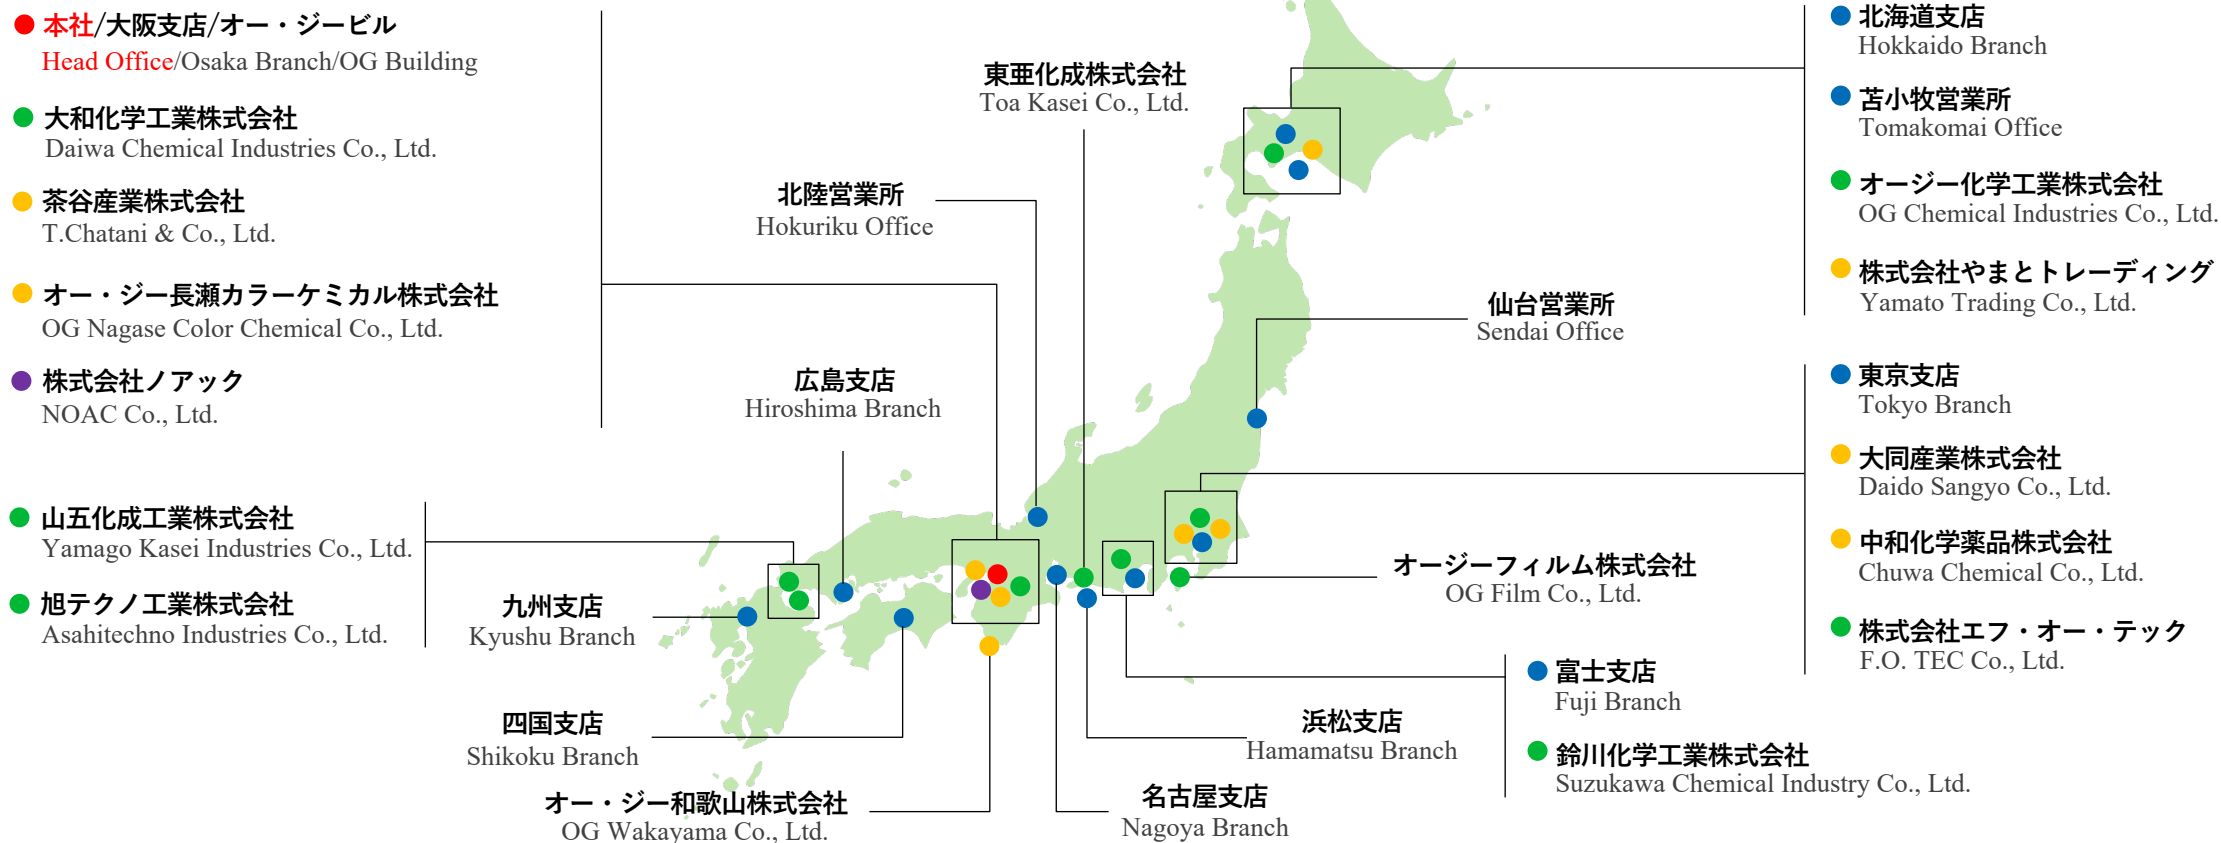 本社/大阪支店/オー・ジービル
Head Office/Osaka Branch/OG Building
大和化学工業株式会社
Daiwa Chemical Industries Co., Ltd.
茶谷産業株式会社
T.Chatani & Co., Ltd.
オー・ジー長瀬カラーケミカル株式会社
OG Nagase Color Chemical Co., Ltd.
株式会社ノアック
NOAC Co., Ltd.
山五化成工業株式会社
Yamago Kasei Industries Co., Ltd.
旭テクノ工業株式会社
Asahitechno Industries Co., Ltd.
東亜化成株式会社
Toa Kasei Co., Ltd.
北陸営業所
Hokuriku Office
広島支店
Hiroshima Branch
九州支店
Kyushu Branch
四国支店
Shikoku Branch
オー・ジー和歌山株式会社
OG Wakayama Co., Ltd.
仙台営業所
Sendai Office
オージーフィルム株式会社
OG Film Co., Ltd.
浜松支店
Hamamatsu Branch
名古屋支店
Nagoya Branch
富士支店
Fuji Branch
鈴川化学工業株式会社
Suzukawa Chemical Industry Co., Ltd.
北海道支店
Hokkaido Branch
苫小牧営業所
Tomakomai Office
オージー化学工業株式会社
OG Chemical Industries Co., Ltd.
株式会社やまとトレーディング
Yamato Trading Co., Ltd.
東京支店
Tokyo Branch
大同産業株式会社
Daido Sangyo Co., Ltd.
中和化学薬品株式会社
Chuwa Chemical Co., Ltd.
株式会社エフ・オー・テック
F.O. TEC Co., Ltd.